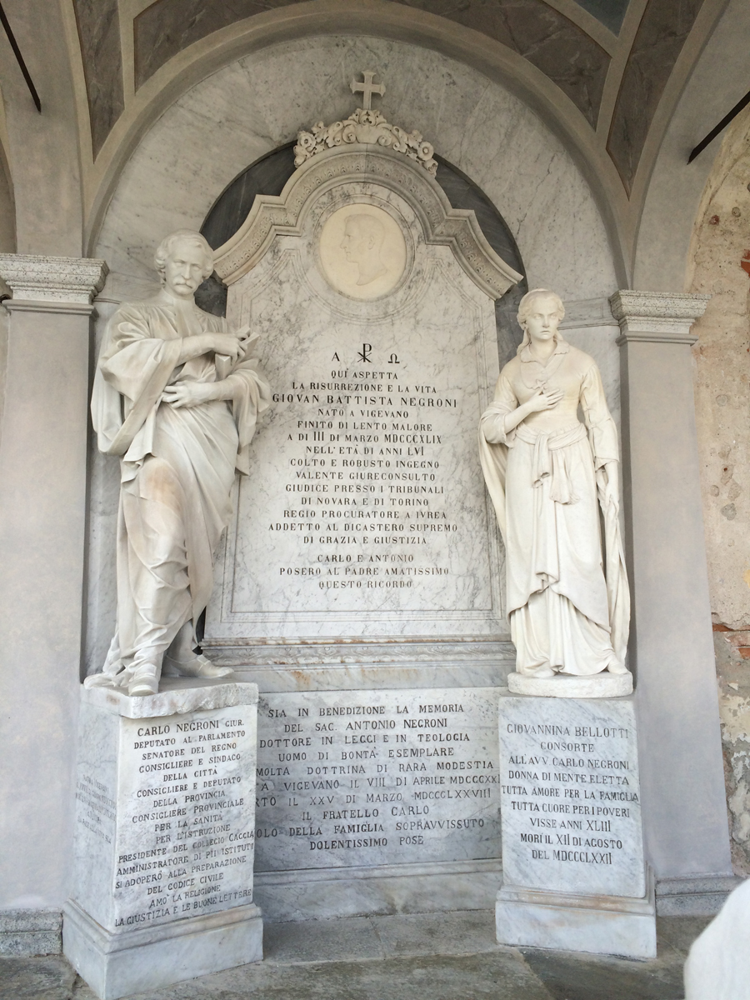 Α ☧ Ω
QUI ASPETTA
LA RISURREZIONE E LA VITA
GIOVAN BATTISTA NEGRONI
NATO A VIGEVANO
FINITO DI LENTO MALORE
A DI III DI MARZO MDCCCXLIX
NELL'ETÀ DI ANNI LVI
COLTO E ROBUSTO INGEGNO
VALENTE GIURECONSULTO
GIUDICE PRESSO I TRIBUNALI
DI NOVARA E DI TORINO
REGIO PROCURATORE A IVREA
ADDETTO AL DICASTERO SUPREMO
DI GRAZIA E GIUSTIZIA
CARLO E ANTONIO
POSERO AL PADRE AMATISSIMO
QUESTO RICORDO
CARLO NEGRONI GIUR.
DEPUTATO AL PARLAMENTO
SENATORE DEL REGNO
CONSIGLIERE E SINDACO
DELLA CITTÀ
CONSIGLIERE E DEPUTATO
DELLA PROVINCIA
CONSIGLIERE PROVINCIALE
PER LA SANITÀ
PER L'ISTRUZIONE
PRESIDENTE DEL COLLEGIO CACCIA
AMMINISTRATORE DI PII ISTITUTI
SI ADOPERÒ ALLA PREPARAZIONE
DEL CODICE CIVILE
AMÒ LA RELIGIONE
LA GIUSTIZIA E LE BUONE LETTERE
SIA IN BENEDIZIONE LA MEMORIA
DEL SAC. ANTONIO NEGRONI
DOTTORE IN LEGGI E IN TEOLOGIA
UOMO DI BONTÀ ESEMPLARE
MOLTA DOTTRINA DI RARA MODESTIA
A VIGEVANO IL VIII DI APRILE MDCCCXXI
RTO IL XXV DI MARZO MDCCCLXXVIII
IL FRATELLO CARLO
OLO DELLA FAMIGLIA SOPRAVVISSUTO
DOLENTISSIMO POSE
GIOVANNINA BELLOTTI
CONSORTE
ALL'AVV CARLO NEGRONI
DONNA DI MENTE ELETTA
TUTTA AMORE PER LA FAMIGLIA
TUTTA CUORE PER I POVERI
VISSE ANNI XLIII
MORÌ IL XII DI AGOSTO
DEL MDCCCLXXII